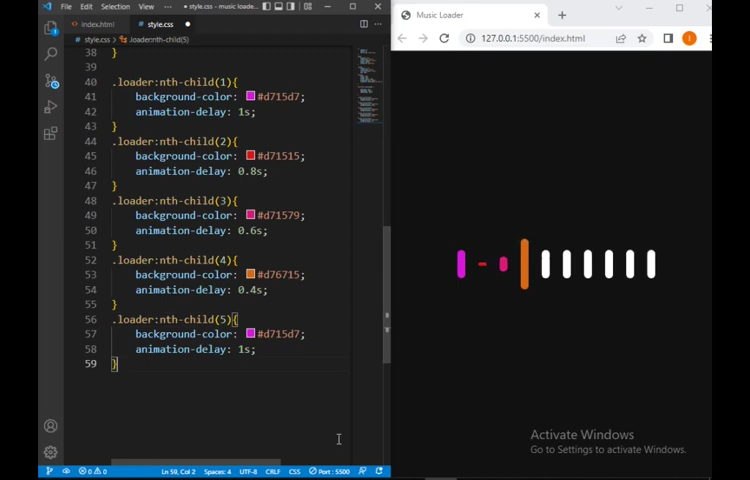 File Edit Selection View ··· style.css - music loader
index.html
style.css
style.css > .loader:nth-child(5)
38 }
39
40 .loader:nth-child(1){
41 background-color: #d715d7;
42 animation-delay: 1s;
43 }
44 .loader:nth-child(2){
45 background-color: #d71515;
46 animation-delay: 0.8s;
47 }
48 .loader:nth-child(3){
49 background-color: #d71579;
50 animation-delay: 0.6s;
51 }
52 .loader:nth-child(4){
53 background-color: #d76715;
54 animation-delay: 0.4s;
55 }
56 .loader:nth-child(5){
57 background-color: #d715d7;
58 animation-delay: 1s;
59 }
0 0 Ln 59, Col 2 Spaces: 4 UTF-8 CRLF CSS Port : 5500
Music Loader
127.0.0.1:5500/index.html
Activate Windows
Go to Settings to activate Windows.